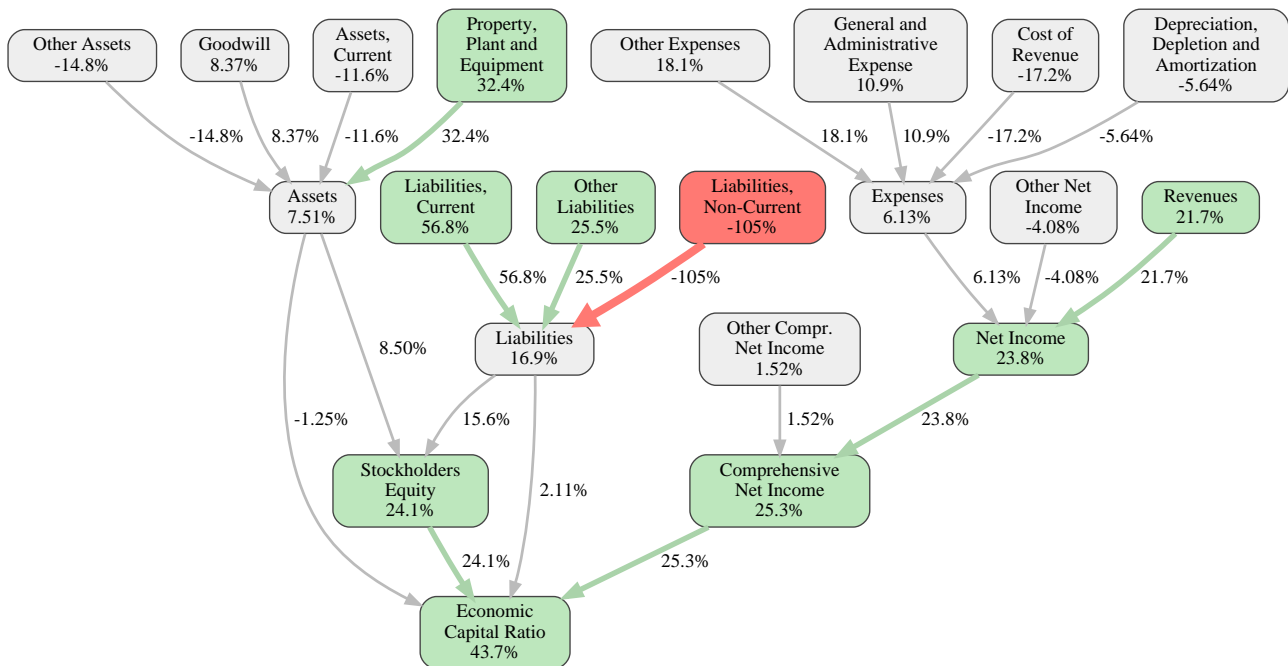 Other Assets
-14.8%
Goodwill
8.37%
Assets,
Current
-11.6%
Property,
Plant and
Equipment
32.4%
Other Expenses
18.1%
General and
Administrative
Expense
10.9%
Cost of
Revenue
-17.2%
Depreciation,
Depletion and
Amortization
-5.64%
-14.8%
8.37%
-11.6%
32.4%
18.1%
10.9%
-17.2%
-5.64%
Assets
7.51%
Liabilities,
Current
56.8%
Other
Liabilities
25.5%
Liabilities,
Non-Current
-105%
Expenses
6.13%
Other Net
Income
-4.08%
Revenues
21.7%
56.8%
25.5%
-105%
6.13%
-4.08%
21.7%
8.50%
Liabilities
16.9%
Other Compr.
Net Income
1.52%
Net Income
23.8%
-1.25%
15.6%
1.52%
23.8%
Stockholders
Equity
24.1%
2.11%
Comprehensive
Net Income
25.3%
24.1%
25.3%
Economic
Capital Ratio
43.7%